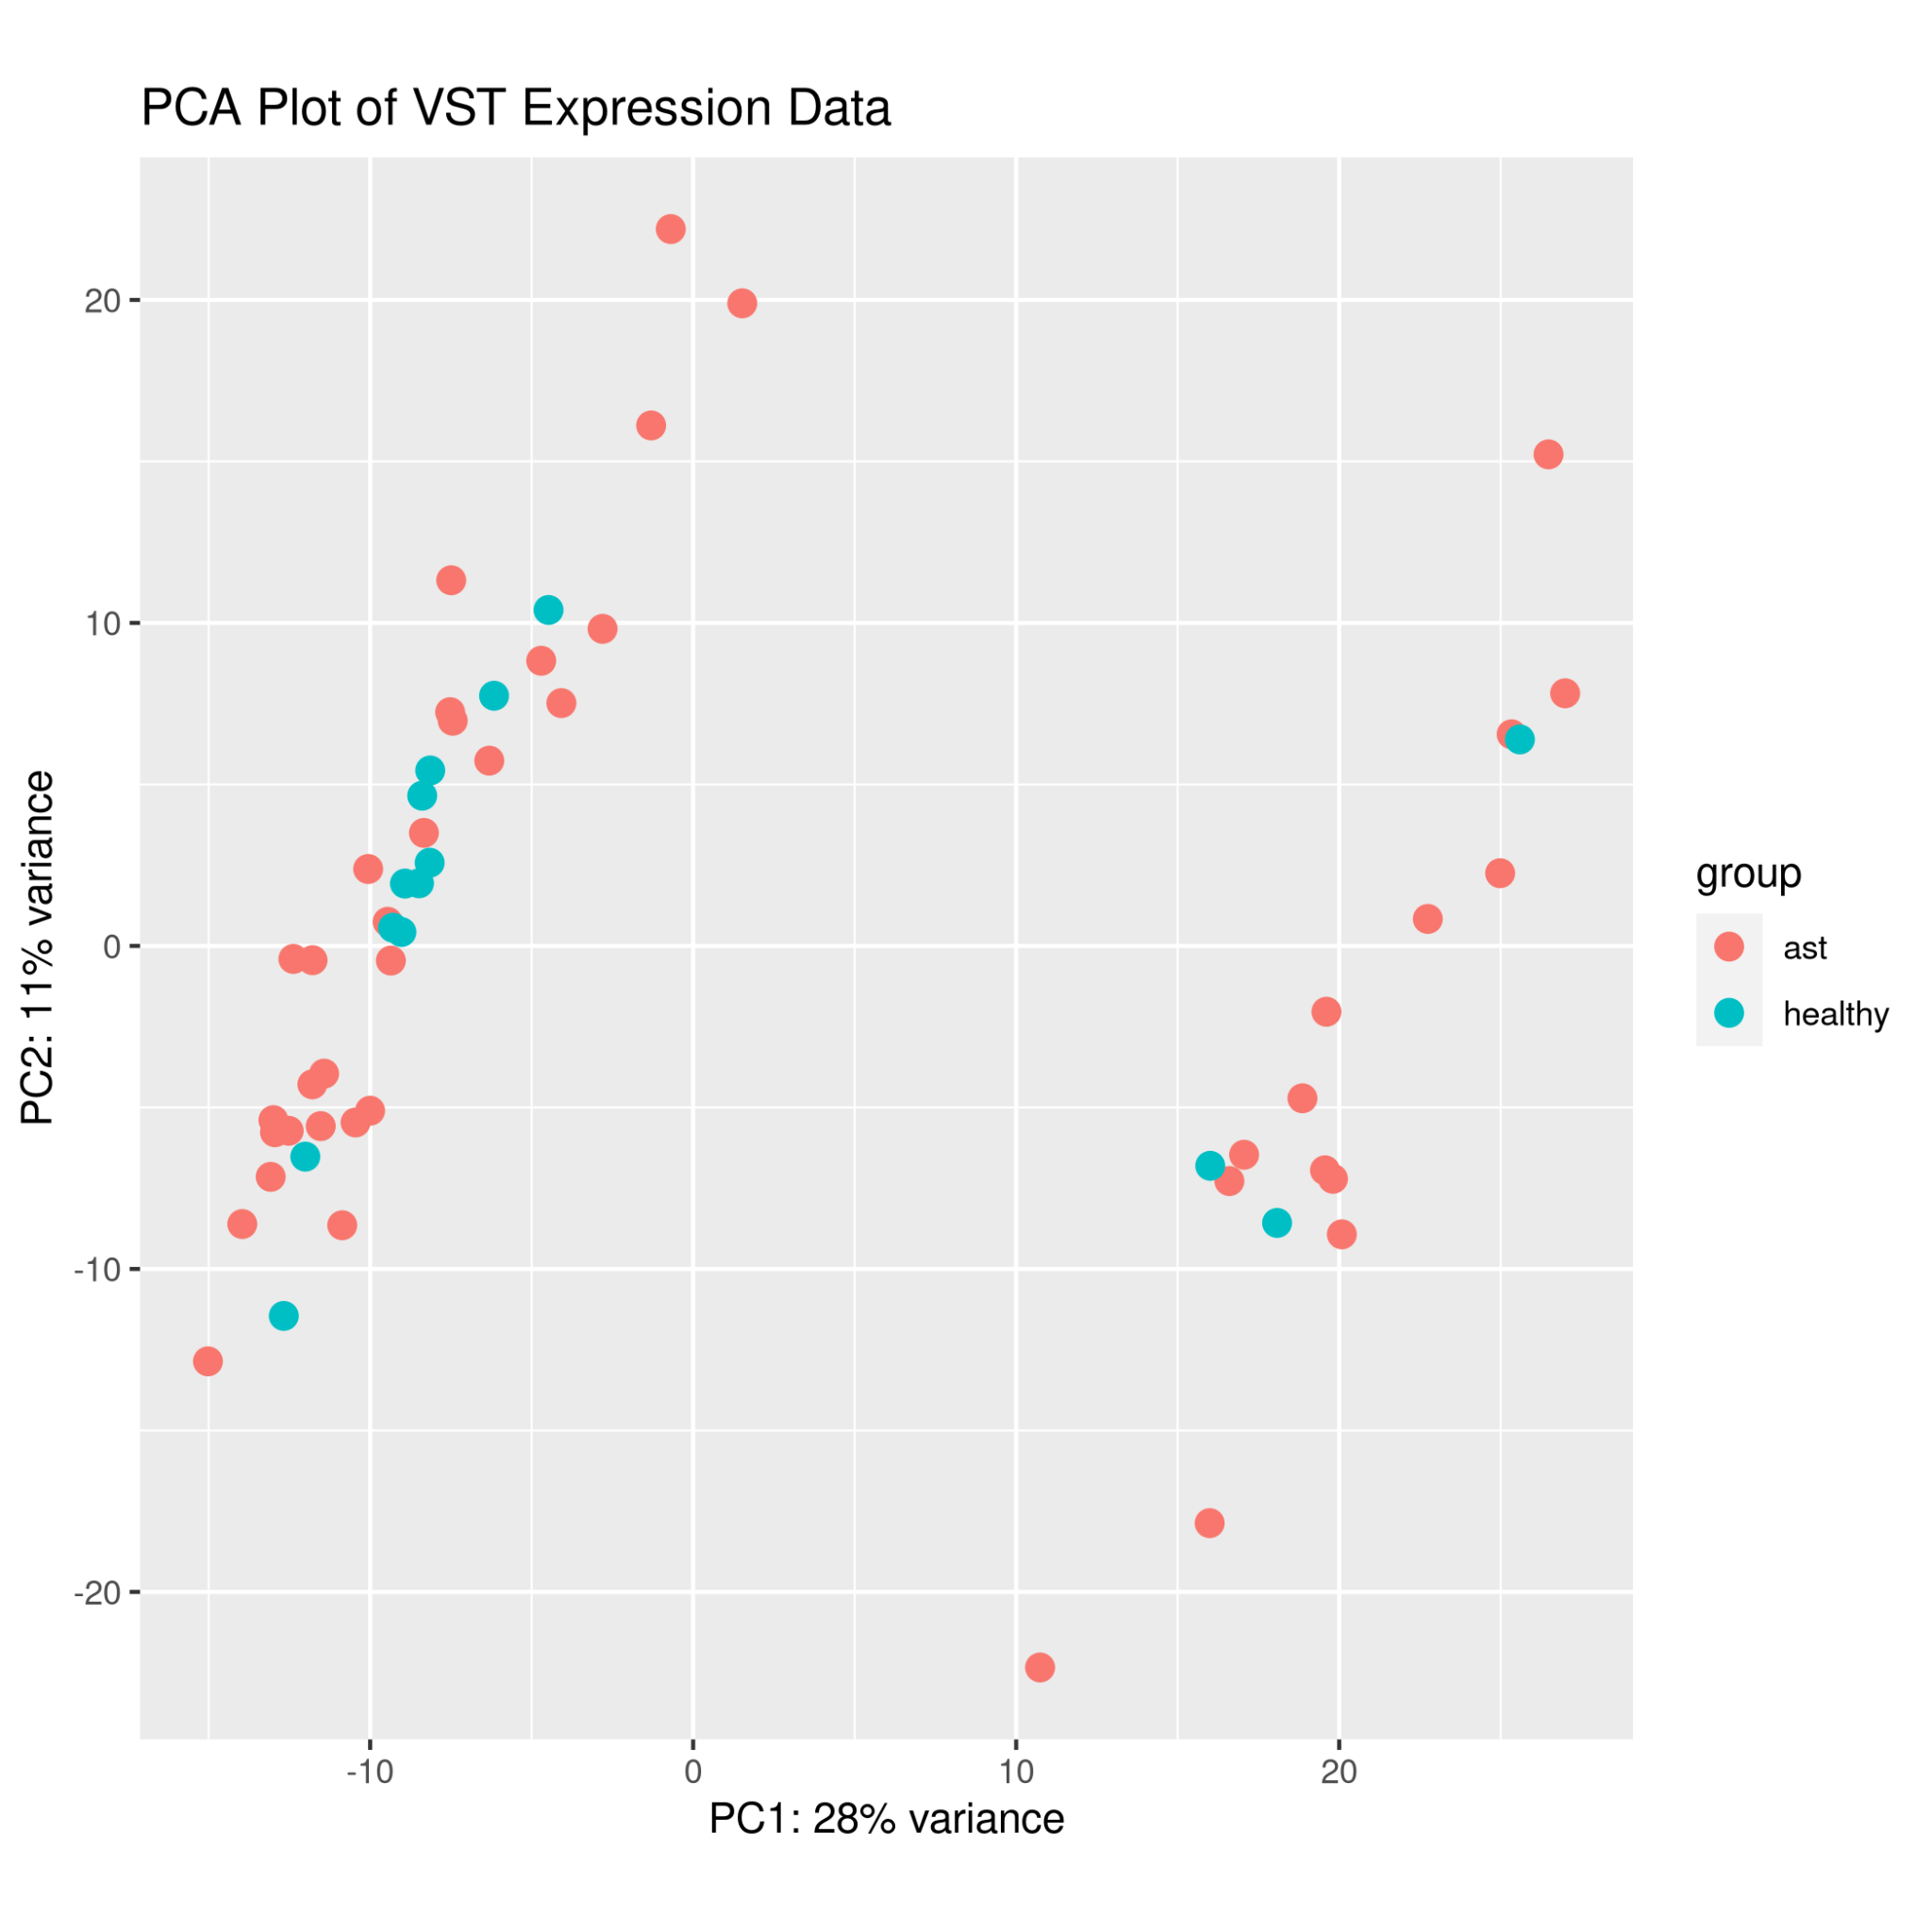 PCA Plot of VST Expression Data
20
10
0
-10
-20
PC2: 11% variance
-10
0
10
20
PC1: 28% variance
group
ast
healthy